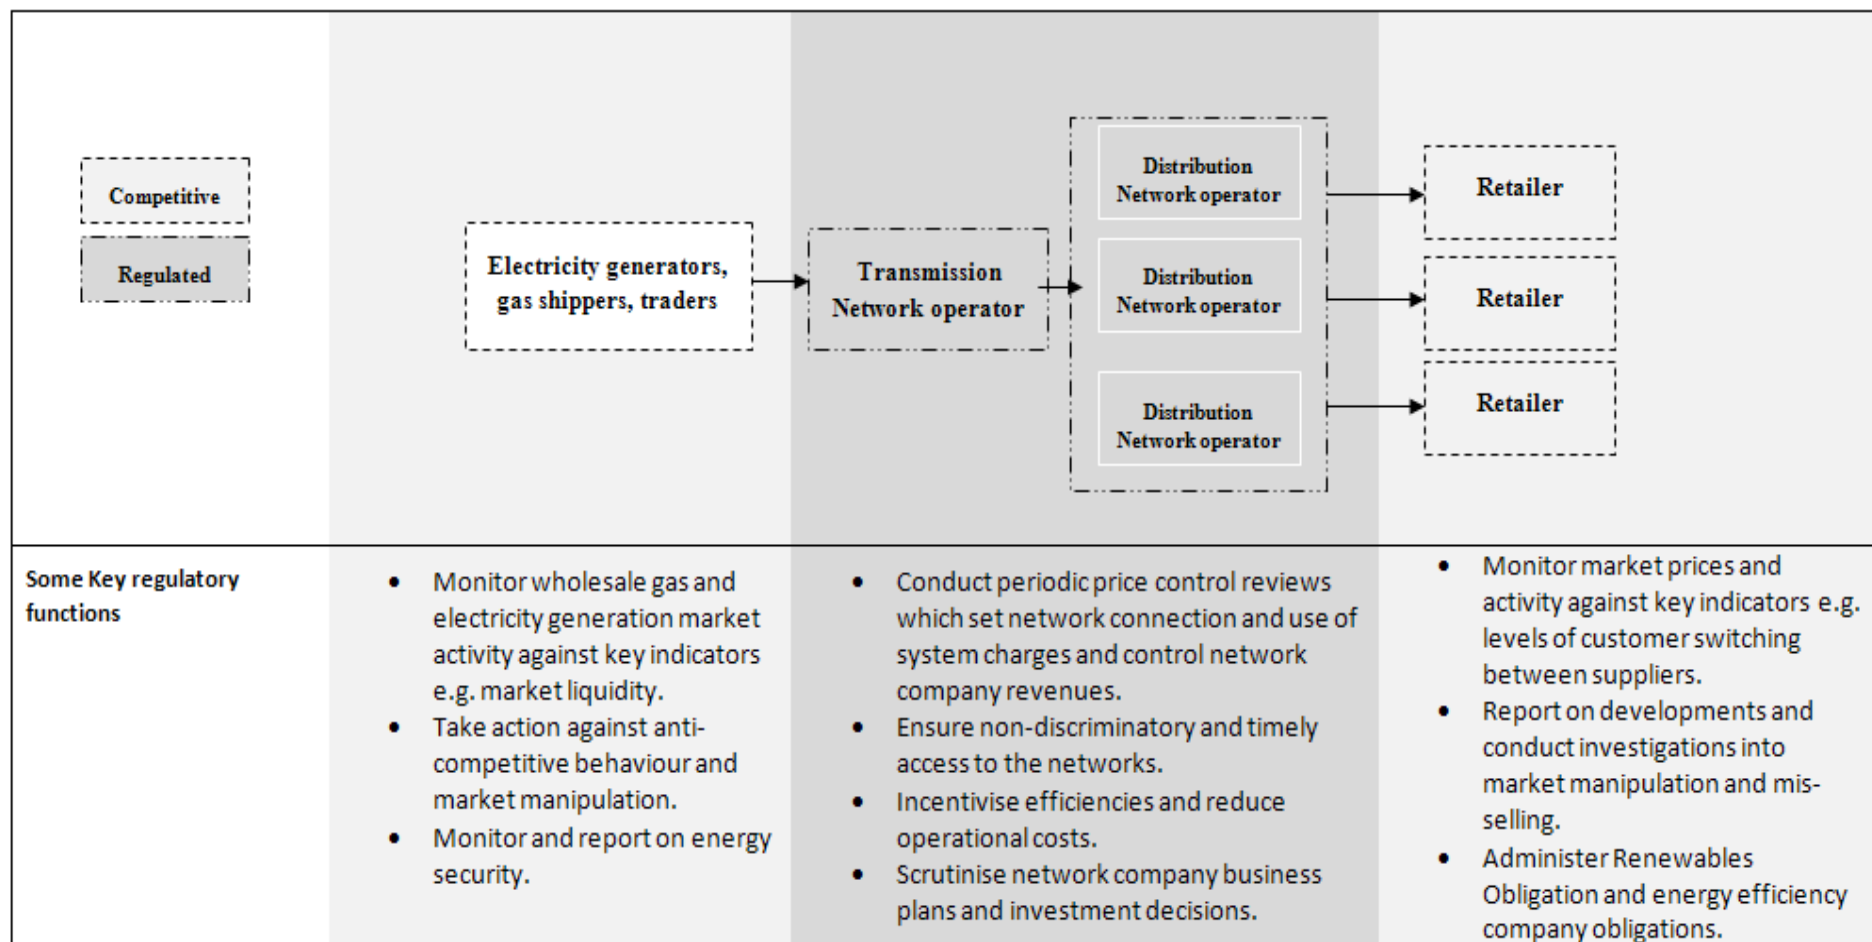 Competitive
Regulated
Electricity generators,
gas shippers, traders
Transmission
Network operator
Distribution
Network operator
Distribution
Network operator
Distribution
Network operator
Retailer
Retailer
Retailer
Some Key regulatory
functions
• Monitor wholesale gas and
electricity generation market
activity against key indicators
e.g. market liquidity.
• Take action against anti-
competitive behaviour and
market manipulation.
• Monitor and report on energy
security.
• Conduct periodic price control reviews
which set network connection and use of
system charges and control network
company revenues.
• Ensure non-discriminatory and timely
access to the networks.
• Incentivise efficiencies and reduce
operational costs.
• Scrutinise network company business
plans and investment decisions.
• Monitor market prices and
activity against key indicators e.g.
levels of customer switching
between suppliers.
• Report on developments and
conduct investigations into
market manipulation and mis-
selling.
• Administer Renewables
Obligation and energy efficiency
company obligations.